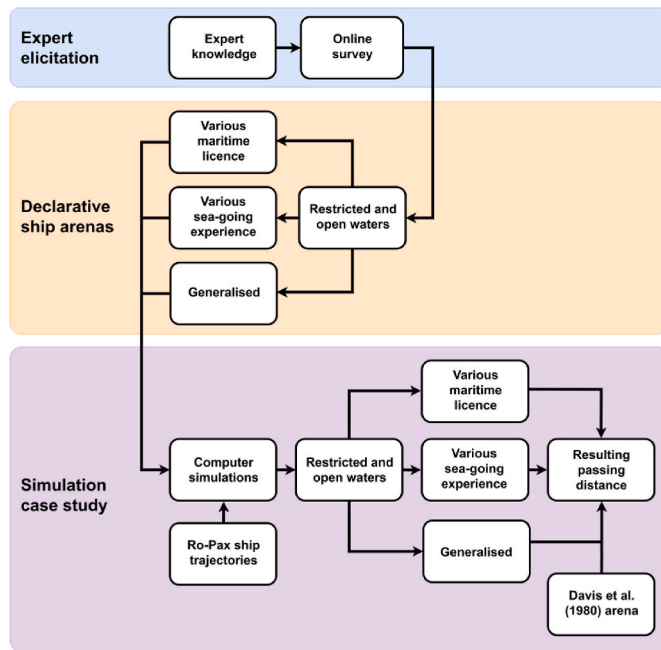 Expert
elicitation
Expert
knowledge
Online
survey
Declarative
ship arenas
Various
maritime
licence
Various
sea-going
experience
Generalised
Restricted and
open waters
Simulation
case study
Computer
simulations
Ro-Pax ship
trajectories
Restricted and
open waters
Various
maritime
licence
Various
sea-going
experience
Generalised
Resulting
passing
distance
Davis et al.
(1980) arena